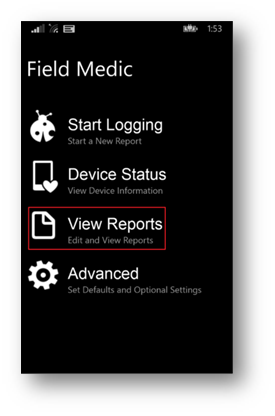 1:53
Field Medic
Start Logging
Start a New Report
Device Status
View Device Information
View Reports
Edit and View Reports
Advanced
Set Defaults and Optional Settings